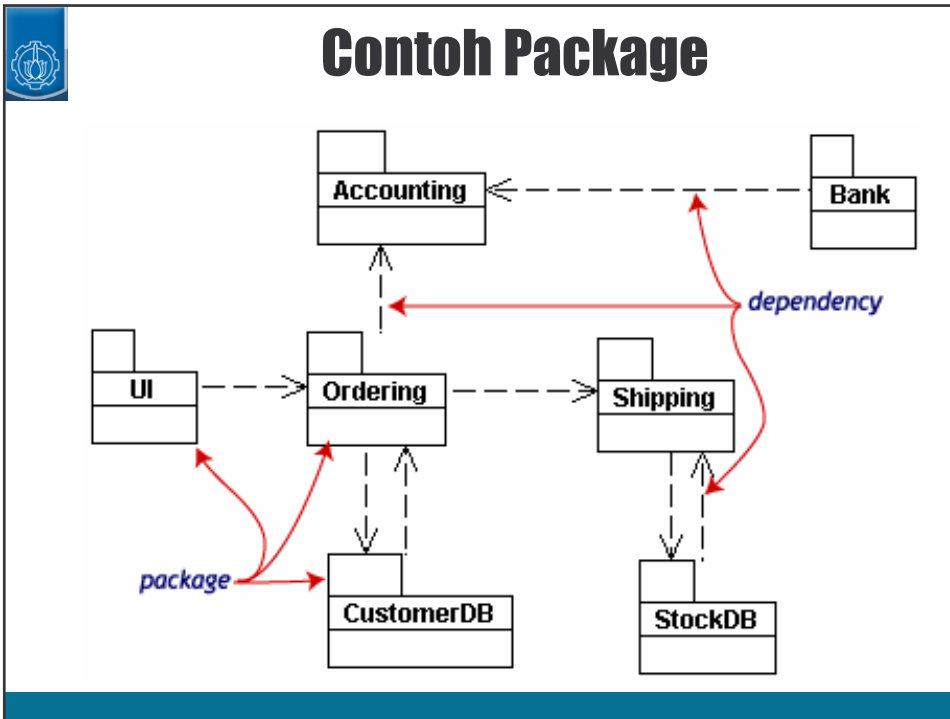 Contoh Package
Accounting
Bank
dependency
UI
Ordering
Shipping
package
CustomerDB
StockDB